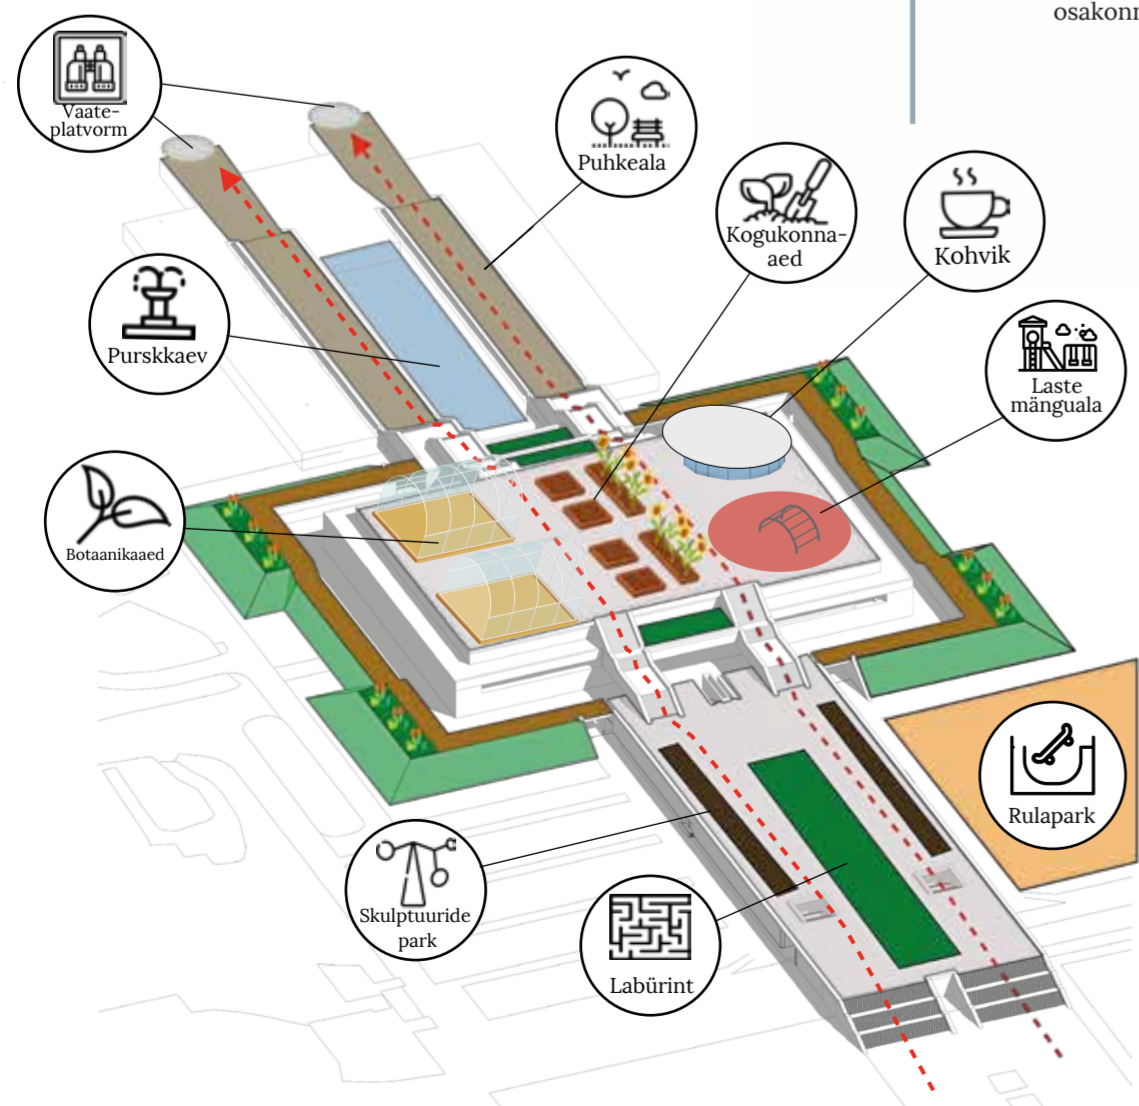 osakonn
Vaate-
platvorm
Puhkeala
Kogukonna-
aed
Kohvik
Purskkaev
Laste
mänguala
Botaanikaaed
Rulapark
Skulptuuride
park
Labürint